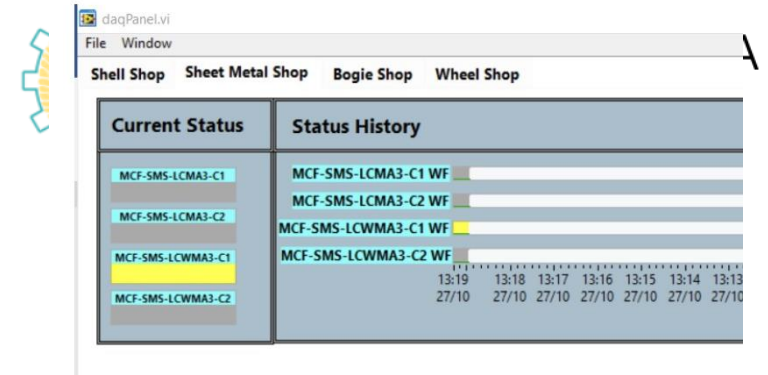 daqPanel.vi
File Window
A
Shell Shop Sheet Metal Shop Bogie Shop Wheel Shop
Current Status
Status History
MCF-SMS-LCMA3-C1
MCF-SMS-LCMA3-C2
MCF-SMS-LCWMA3-C1
MCF-SMS-LCWMA3-C2
MCF-SMS-LCMA3-C1 WF
MCF-SMS-LCMA3-C2 WF
MCF-SMS-LCWMA3-C1 WF
MCF-SMS-LCWMA3-C2 WF
13:19 13:18 13:17 13:16 13:15 13:14 13:13
27/10 27/10 27/10 27/10 27/10 27/10 27/10